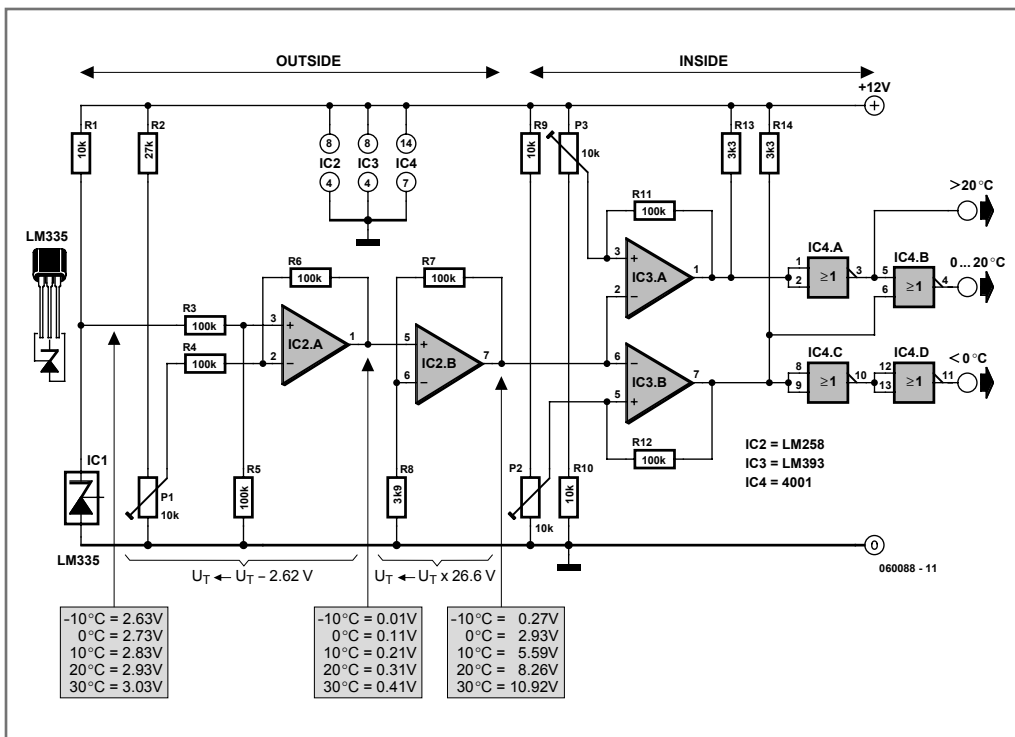 OUTSIDE
INSIDE
+12V
R1
10k
R2
27k
8
8
14
IC2
IC3
IC4
4
4
7
R9
10k
P3
10k
R13
3k3
R14
3k3
LM335
R6
100k
R7
100k
R11
100k
R3
100k
R4
100k
3
+
2
−
IC2.A
1
5
+
6
−
IC2.B
7
3
+
2
−
IC3.A
1
6
−
5
+
IC3.B
7
R12
100k
IC4.A
1
2
≥1
3
IC4.B
5
6
≥1
4
IC4.C
8
9
≥1
10
IC4.D
12
13
≥1
11
>20°C
0...20°C
<0°C
IC1
LM335
P1
10k
R5
100k
R8
3k9
P2
10k
R10
10k
IC2 = LM258
IC3 = LM393
IC4 = 4001
0
060088 - 11
UT ← UT – 2.62 V
UT ← UT x 26.6 V
-10°C = 2.63V
0°C = 2.73V
10°C = 2.83V
20°C = 2.93V
30°C = 3.03V
-10°C = 0.01V
0°C = 0.11V
10°C = 0.21V
20°C = 0.31V
30°C = 0.41V
-10°C = 0.27V
0°C = 2.93V
10°C = 5.59V
20°C = 8.26V
30°C = 10.92V